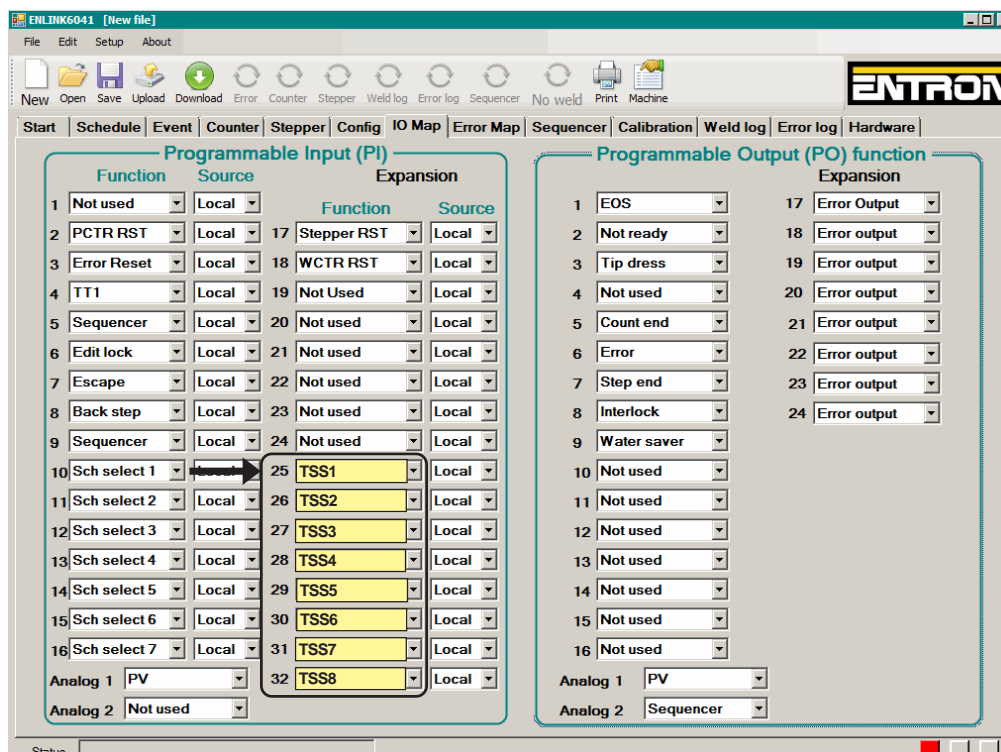 ENLINK6041 [New file]
File Edit Setup About
New Open Save Upload Download Error Counter Stepper Weld log Error log Sequencer No weld Print Machine
ENTRON
Start Schedule Event Counter Stepper Config IO Map Error Map Sequencer Calibration Weld log Error log Hardware
Programmable Input (PI)
Function Source Expansion
Function Source
1 Not used Local
2 PCTR RST Local 17 Stepper RST Local
3 Error Reset Local 18 WCTR RST Local
4 TT1 Local 19 Not Used Local
5 Sequencer Local 20 Not used Local
6 Edit lock Local 21 Not used Local
7 Escape Local 22 Not used Local
8 Back step Local 23 Not used Local
9 Sequencer Local 24 Not used Local
10 Sch select 1 Local 25 TSS1 Local
11 Sch select 2 Local 26 TSS2 Local
12 Sch select 3 Local 27 TSS3 Local
13 Sch select 4 Local 28 TSS4 Local
14 Sch select 5 Local 29 TSS5 Local
15 Sch select 6 Local 30 TSS6 Local
16 Sch select 7 Local 31 TSS7 Local
Analog 1 PV 32 TSS8 Local
Analog 2 Not used
Programmable Output (PO) function
Expansion
1 EOS 17 Error Output
2 Not ready 18 Error output
3 Tip dress 19 Error output
4 Not used 20 Error output
5 Count end 21 Error output
6 Error 22 Error output
7 Step end 23 Error output
8 Interlock 24 Error output
9 Water saver
10 Not used
11 Not used
12 Not used
13 Not used
14 Not used
15 Not used
16 Not used
Analog 1 PV
Analog 2 Sequencer
Status